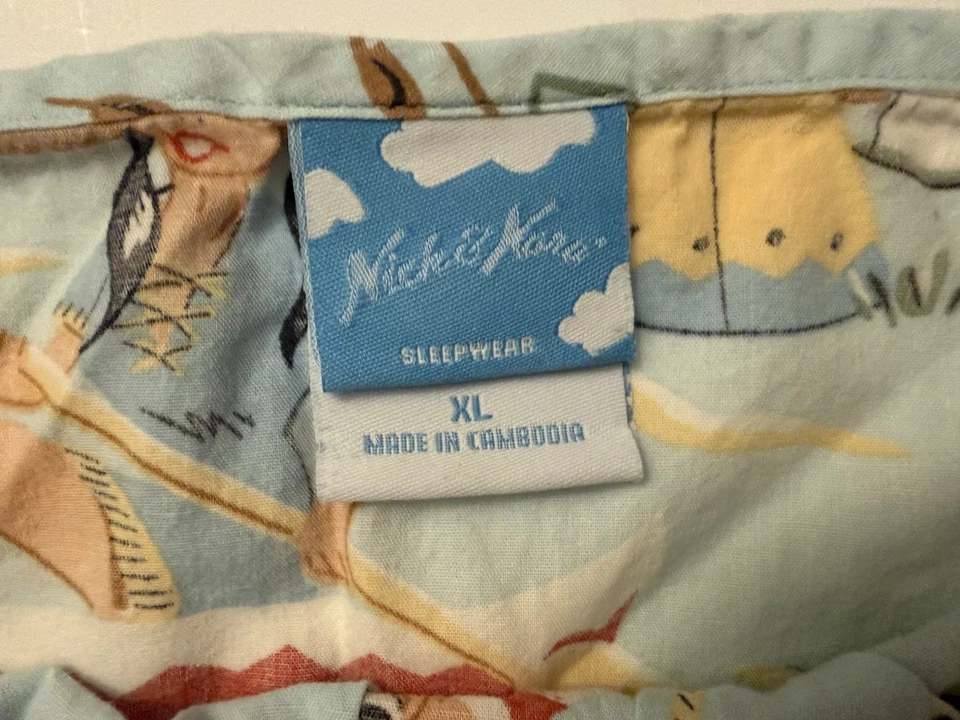 Nick & Nora
SLEEPWEAR
XL
MADE IN CAMBODIA